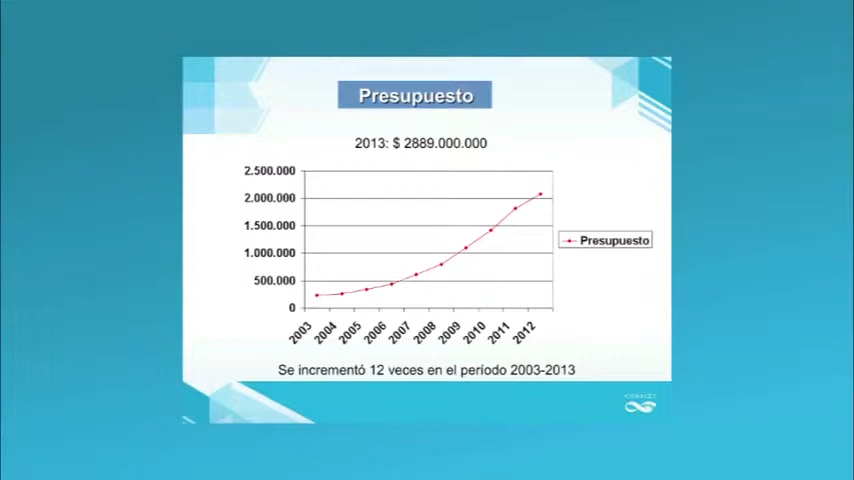 Presupuesto
2013: $ 2889.000.000
2.500.000
2.000.000
1.500.000
1.000.000
500.000
0
2003 2004 2005 2006 2007 2008 2009 2010 2011 2012
Presupuesto
Se incrementó 12 veces en el período 2003-2013
CONICET